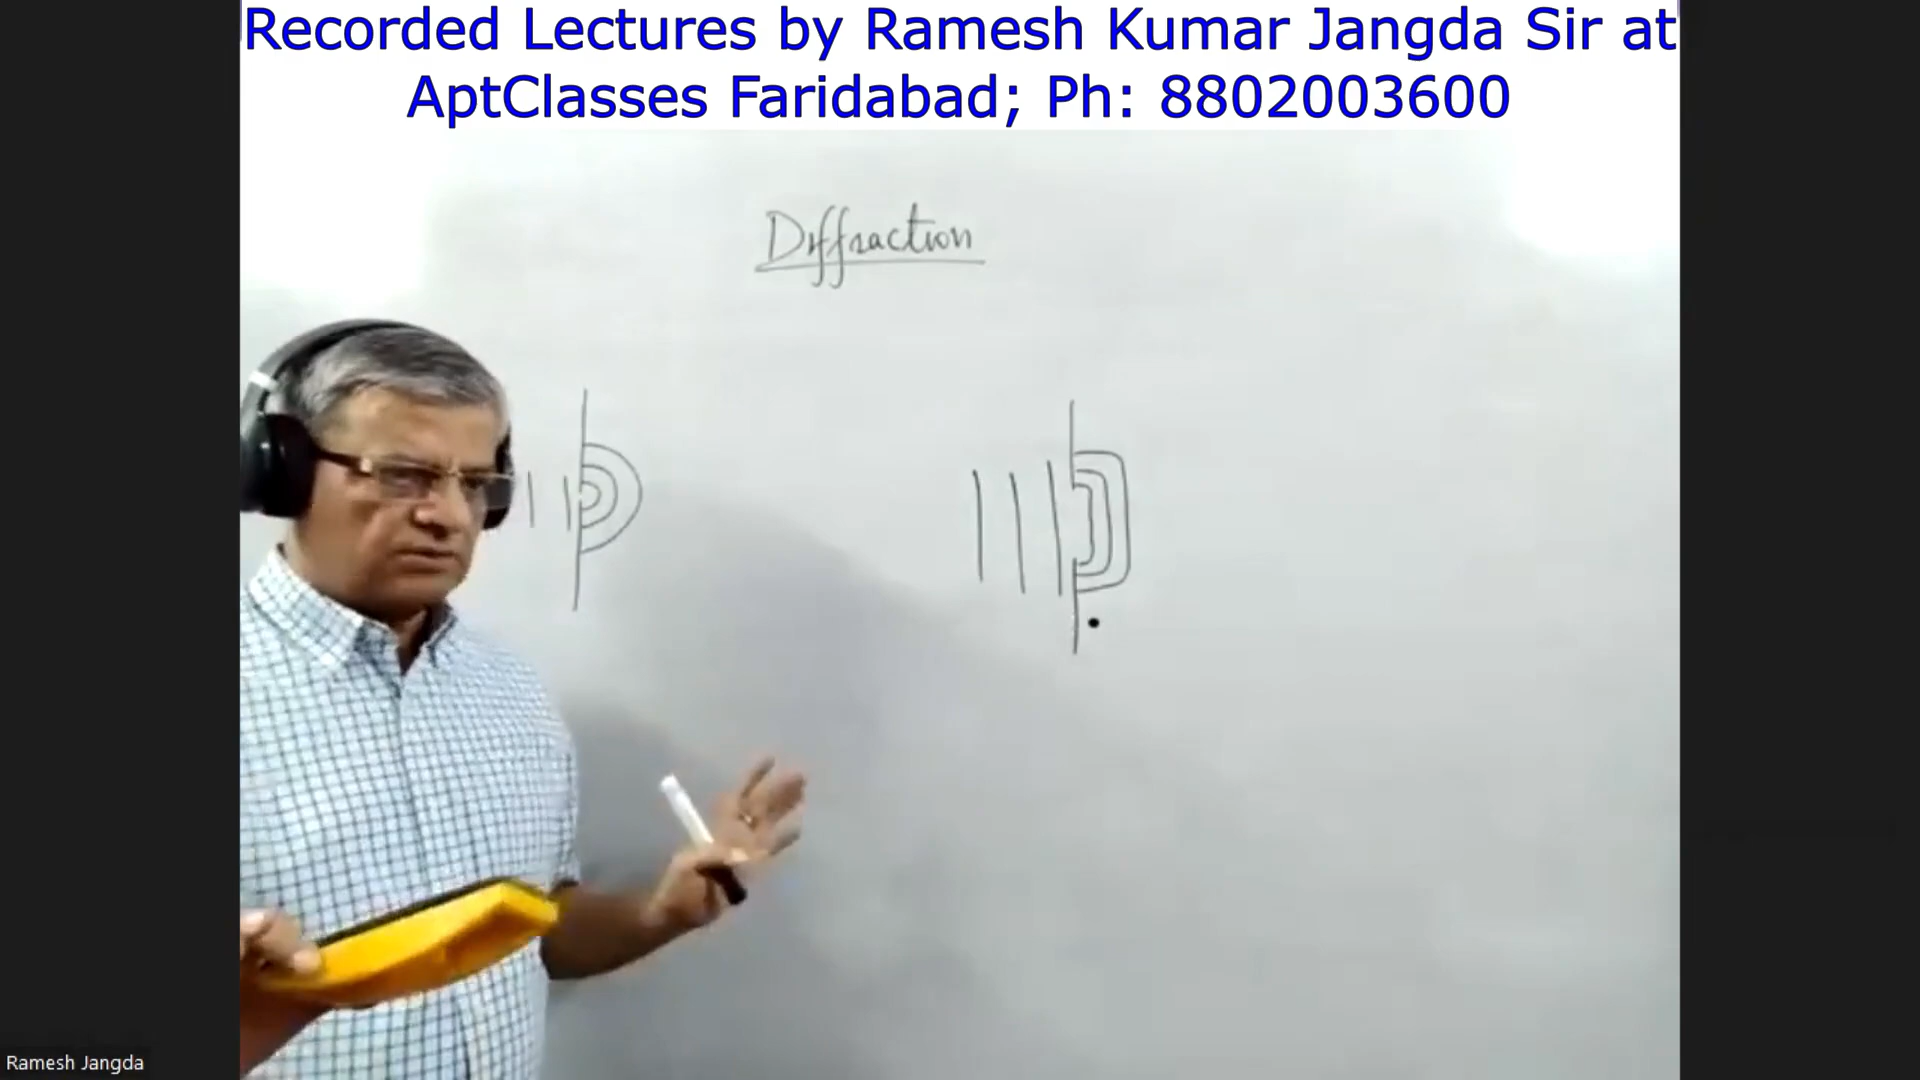 Recorded Lectures by Ramesh Kumar Jangda Sir at
AptClasses Faridabad; Ph: 8802003600
Diffraction
Ramesh Jangda